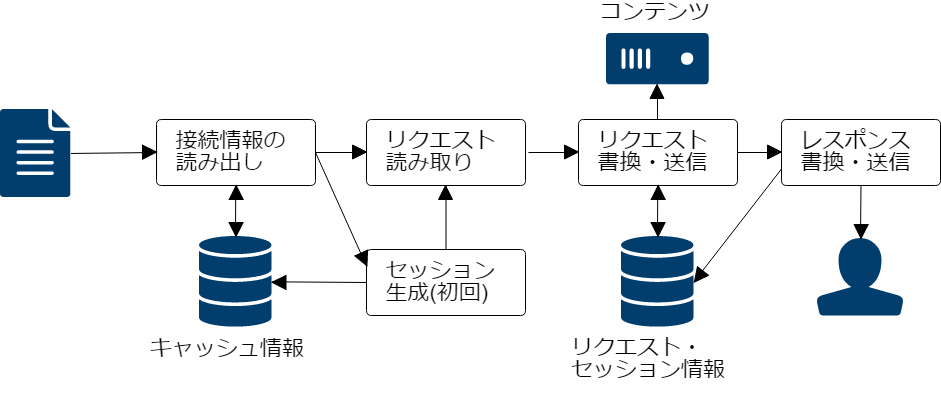 コンテンツ
接続情報の
読み出し
リクエスト
読み取り
リクエスト
書換・送信
レスポンス
書換・送信
セッション
生成(初回)
キャッシュ情報
リクエスト・
セッション情報